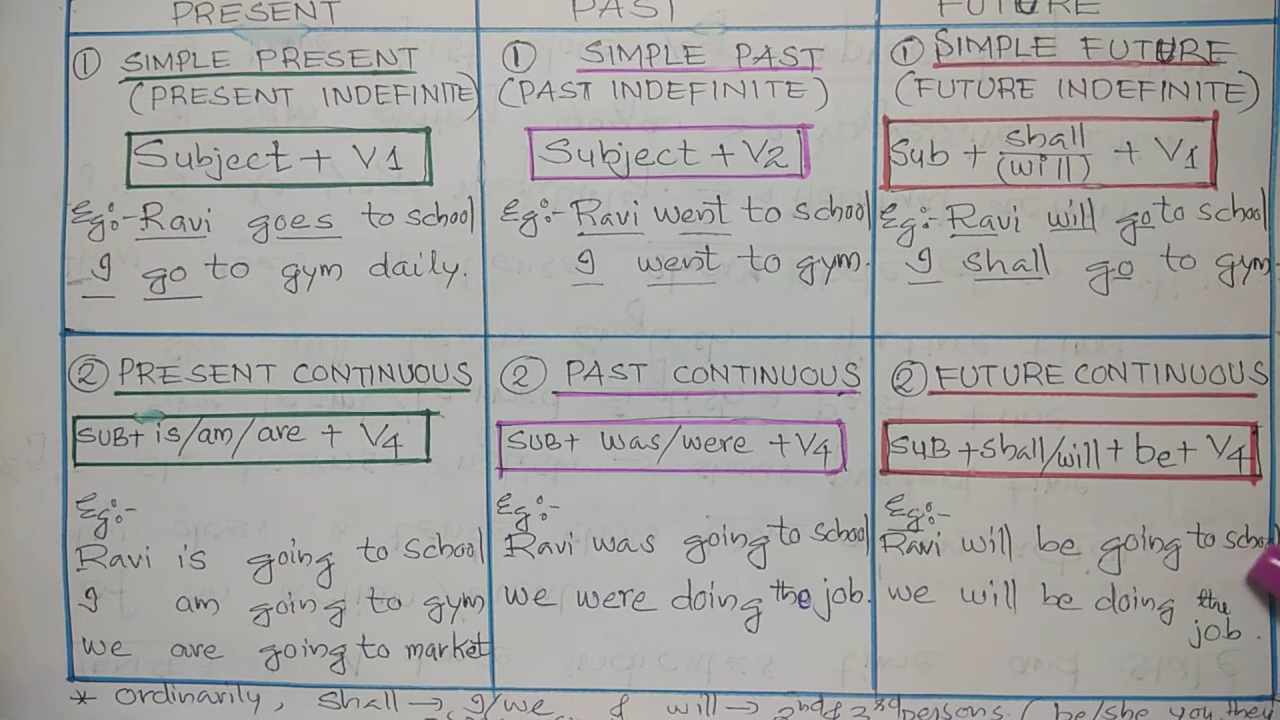 PRESENT
PAST
FUTURE
① SIMPLE PRESENT
(PRESENT INDEFINITE)
Subject + V1
Eg:- Ravi goes to school
I go to gym daily.
① SIMPLE PAST
(PAST INDEFINITE)
Subject + V2
Eg:- Ravi went to school
I went to gym.
① SIMPLE FUTURE
(FUTURE INDEFINITE)
Sub + shall (will) + V1
Eg:- Ravi will go to school
I shall go to gym
② PRESENT CONTINUOUS
SUB+ is/am/are + V4
Eg:-
Ravi is going to school
I am going to gym
we are going to market
② PAST CONTINUOUS
SUB+ was/were + V4
Eg:-
Ravi was going to school
we were doing the job.
② FUTURE CONTINUOUS
SUB + shall/will + be + V4
Eg:-
Ravi will be going to school
we will be doing the
job.
* Ordinarily, shall → I/we & will → 2nd & 3rd persons (he/she you they